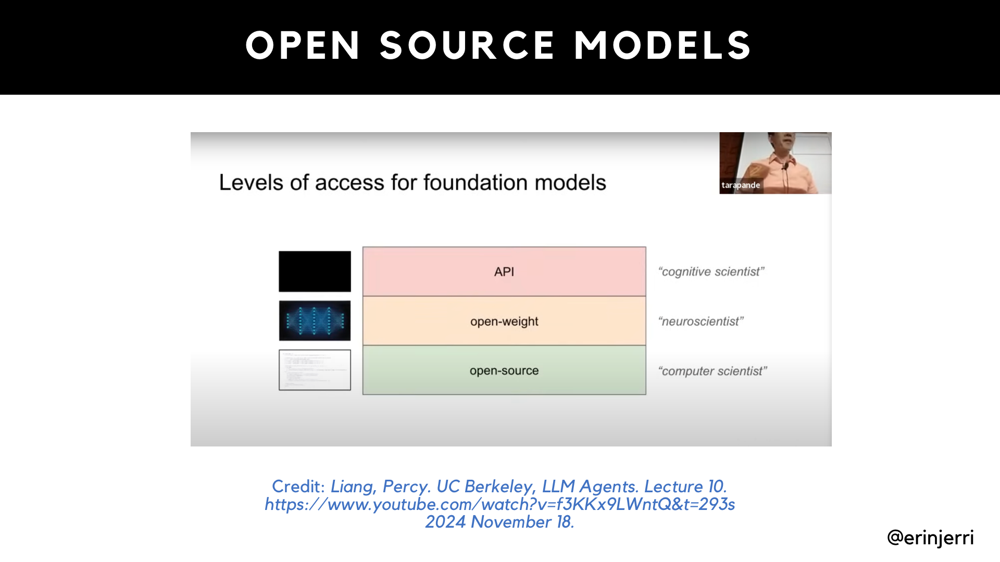 OPEN SOURCE MODELS
Levels of access for foundation models
tarapande
API
“cognitive scientist”
open-weight
“neuroscientist”
open-source
“computer scientist”
Credit: Liang, Percy. UC Berkeley, LLM Agents. Lecture 10.
https://www.youtube.com/watch?v=f3KKx9LWntQ&t=293s
2024 November 18.
@erinjerri